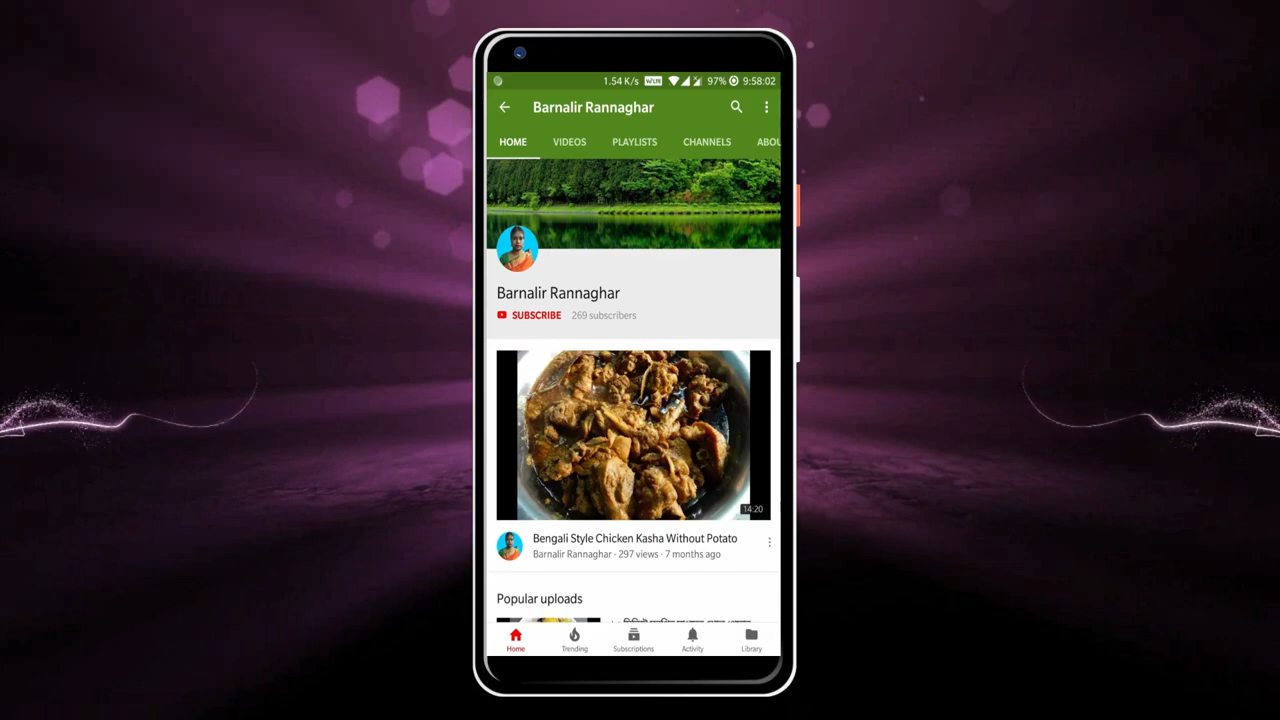 1.54 K/s VoLTE 97% 9:58:02
Barnalir Rannaghar
HOME VIDEOS PLAYLISTS CHANNELS ABOU
Barnalir Rannaghar
SUBSCRIBE 269 subscribers
14:20
Bengali Style Chicken Kasha Without Potato
Barnalir Rannaghar · 297 views · 7 months ago
Popular uploads
Home Trending Subscriptions Activity Library